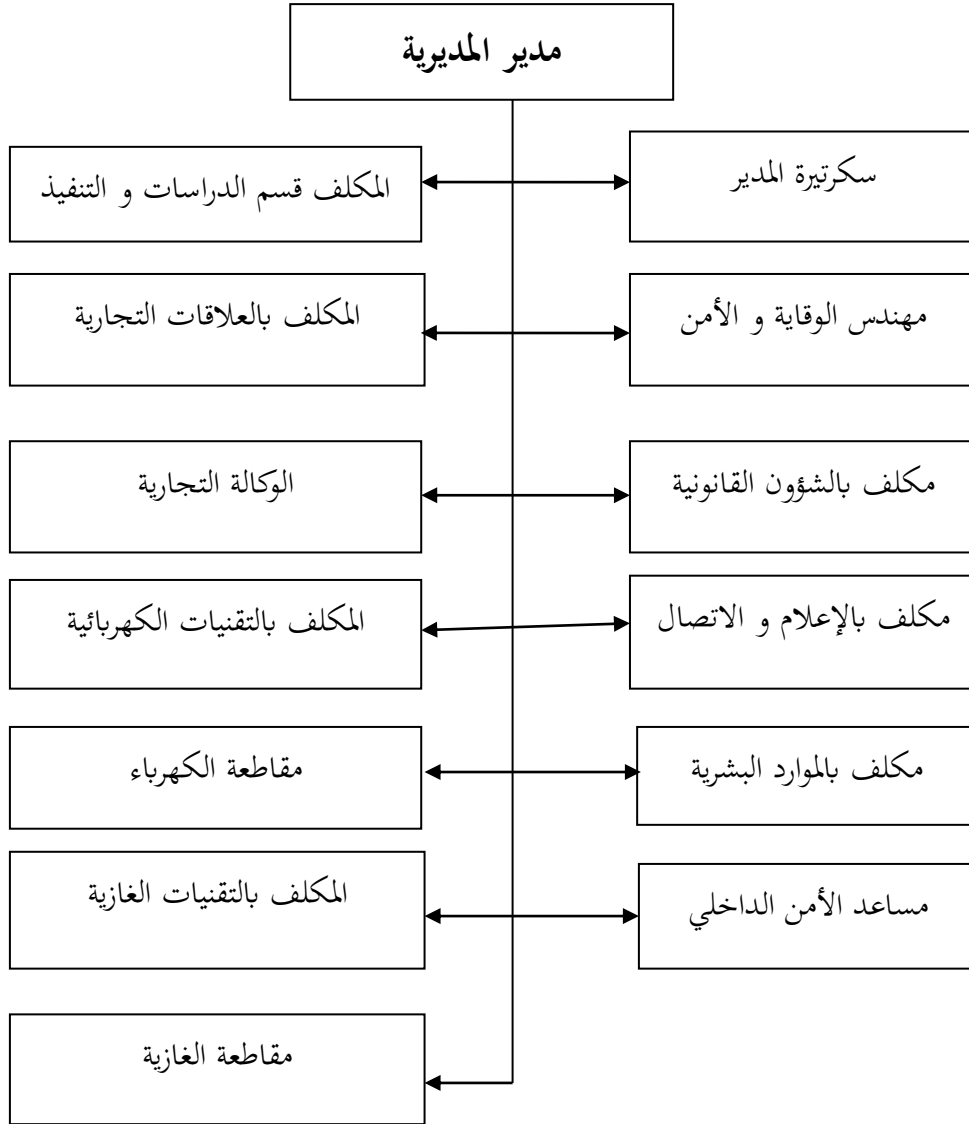 مدير المديرية
سكرتيرة المدير
المكلف قسم الدراسات و التنفيذ
مهندس الوقاية و الأمن
المكلف بالعلاقات التجارية
مكلف بالشؤون القانونية
الوكالة التجارية
مكلف بالإعلام و الاتصال
المكلف بالتقنيات الكهربائية
مكلف بالموارد البشرية
مقاطعة الكهرباء
مساعد الأمن الداخلي
المكلف بالتقنيات الغازية
مقاطعة الغازية